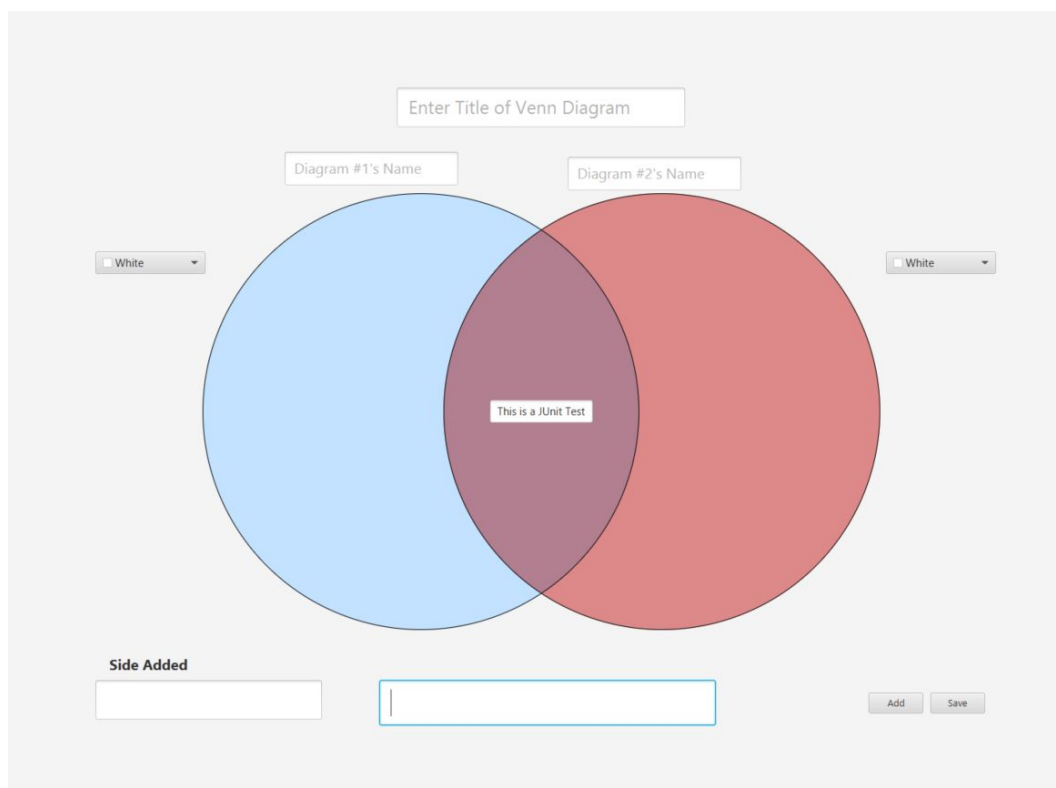 Enter Title of Venn Diagram
Diagram #1's Name
Diagram #2's Name
White
White
This is a JUnit Test
Side Added
Add
Save